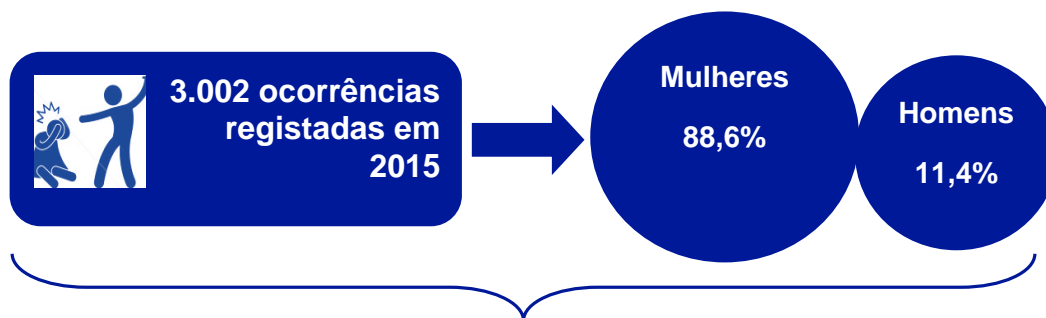 3.002 ocorrências
registadas em
2015
Mulheres
88,6%
Homens
11,4%